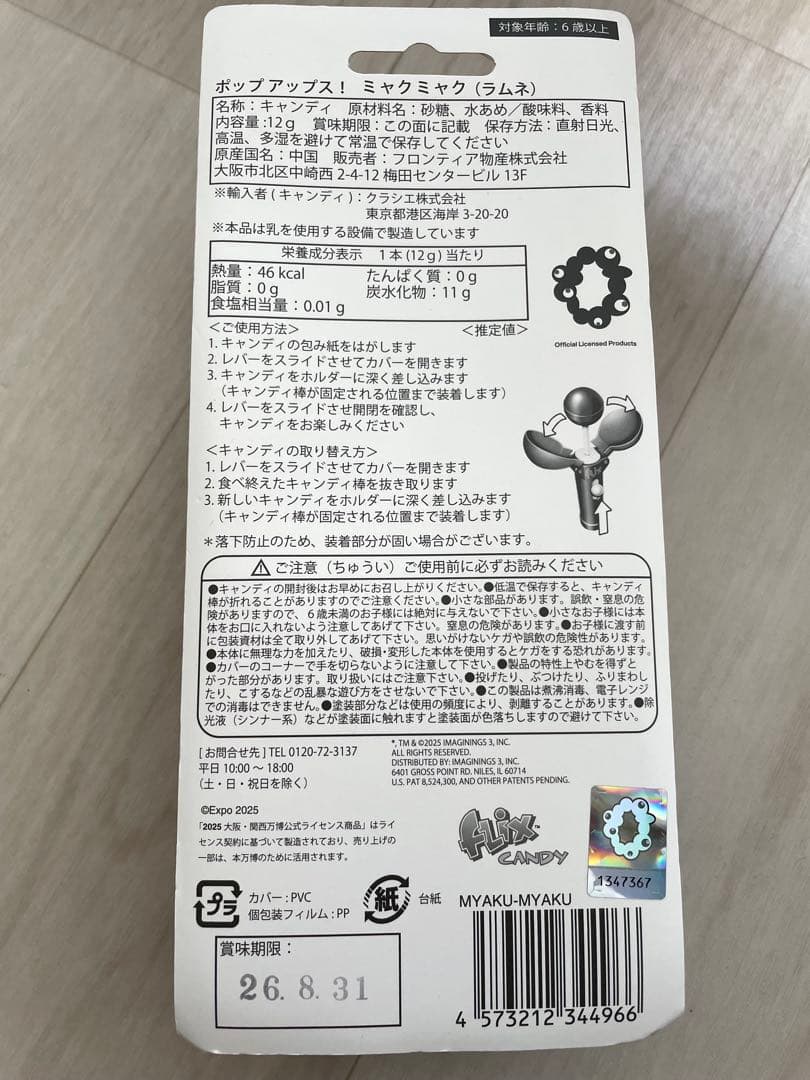 対象年齢：6歳以上
ポップ アップス！ ミャクミャク（ラムネ）
名称：キャンディ　原材料名：砂糖、水あめ／酸味料、香料
内容量：12g　賞味期限：この面に記載　保存方法：直射日光、
高温、多湿を避けて常温で保存してください
原産国名：中国　販売者：フロンティア物産株式会社
大阪市北区中崎西 2-4-12 梅田センタービル 13F
※輸入者（キャンディ）：クラシエ株式会社
東京都港区海岸 3-20-20
※本品は乳を使用する設備で製造しています
栄養成分表示　1本(12g)当たり
熱量：46 kcal　たんぱく質：0g
脂質：0g　炭水化物：11g
食塩相当量：0.01g
Official Licensed Products
＜ご使用方法＞　＜推定値＞
1. キャンディの包み紙をはがします
2. レバーをスライドさせてカバーを開きます
3. キャンディをホルダーに深く差し込みます
（キャンディ棒が固定される位置まで装着します）
4. レバーをスライドさせ開閉を確認し、
キャンディをお楽しみください
＜キャンディの取り替え方＞
1. レバーをスライドさせてカバーを開きます
2. 食べ終えたキャンディ棒を抜き取ります
3. 新しいキャンディをホルダーに深く差し込みます
（キャンディ棒が固定される位置まで装着します）
＊落下防止のため、装着部分が固い場合がございます。
⚠ ご注意（ちゅうい）ご使用前に必ずお読みください
●キャンディの開封後はお早めにお召し上がりください。●低温で保存すると、キャンディ
棒が折れることがありますのでご注意ください。●小さな部品があります。誤飲・窒息の危
険がありますので、6歳未満のお子様には絶対に与えないで下さい。●小さなお子様には本
体をお口に入れないよう注意してあげて下さい。窒息の危険があります。●お子様に渡す前
に包装資材は全て取り外してあげて下さい。思いがけないケガや誤飲の危険性があります。
●本体に無理な力を加えたり、破損・変形した本体を使用するとケガをする恐れがあります。
●カバーのコーナーで手を切らないように注意して下さい。●製品の特性上やむを得ずと
がった部分があります。取り扱いにはご注意下さい。●投げたり、ぶつけたり、ふりまわし
たり、こするなどの乱暴な遊び方をさせないで下さい。●この製品は煮沸消毒、電子レンジ
での消毒はできません。●塗装部分などは使用の頻度により、剥離することがあります。●除
光液（シンナー系）などが塗装面に触れますと塗装面が色落ちしますので避けて下さい。
[お問合せ先] TEL 0120-72-3137
平日 10:00～18:00
（土・日・祝日を除く）
*, TM & ©2025 IMAGININGS 3, INC.
ALL RIGHTS RESERVED.
DISTRIBUTED BY: IMAGININGS 3, INC.
6401 GROSS POINT RD. NILES, IL 60714
U.S. PAT 8,524,300, AND OTHER PATENTS PENDING.
©Expo 2025
「2025大阪・関西万博公式ライセンス商品」はライ
センス契約に基づいて製造されており、売り上げの
一部は、本万博のために活用されます。
FLIX™
CANDY
1347367
プラ
カバー：PVC
個包装フィルム：PP
紙
台紙
MYAKU-MYAKU
賞味期限：
26. 8. 31
4 573212 344966